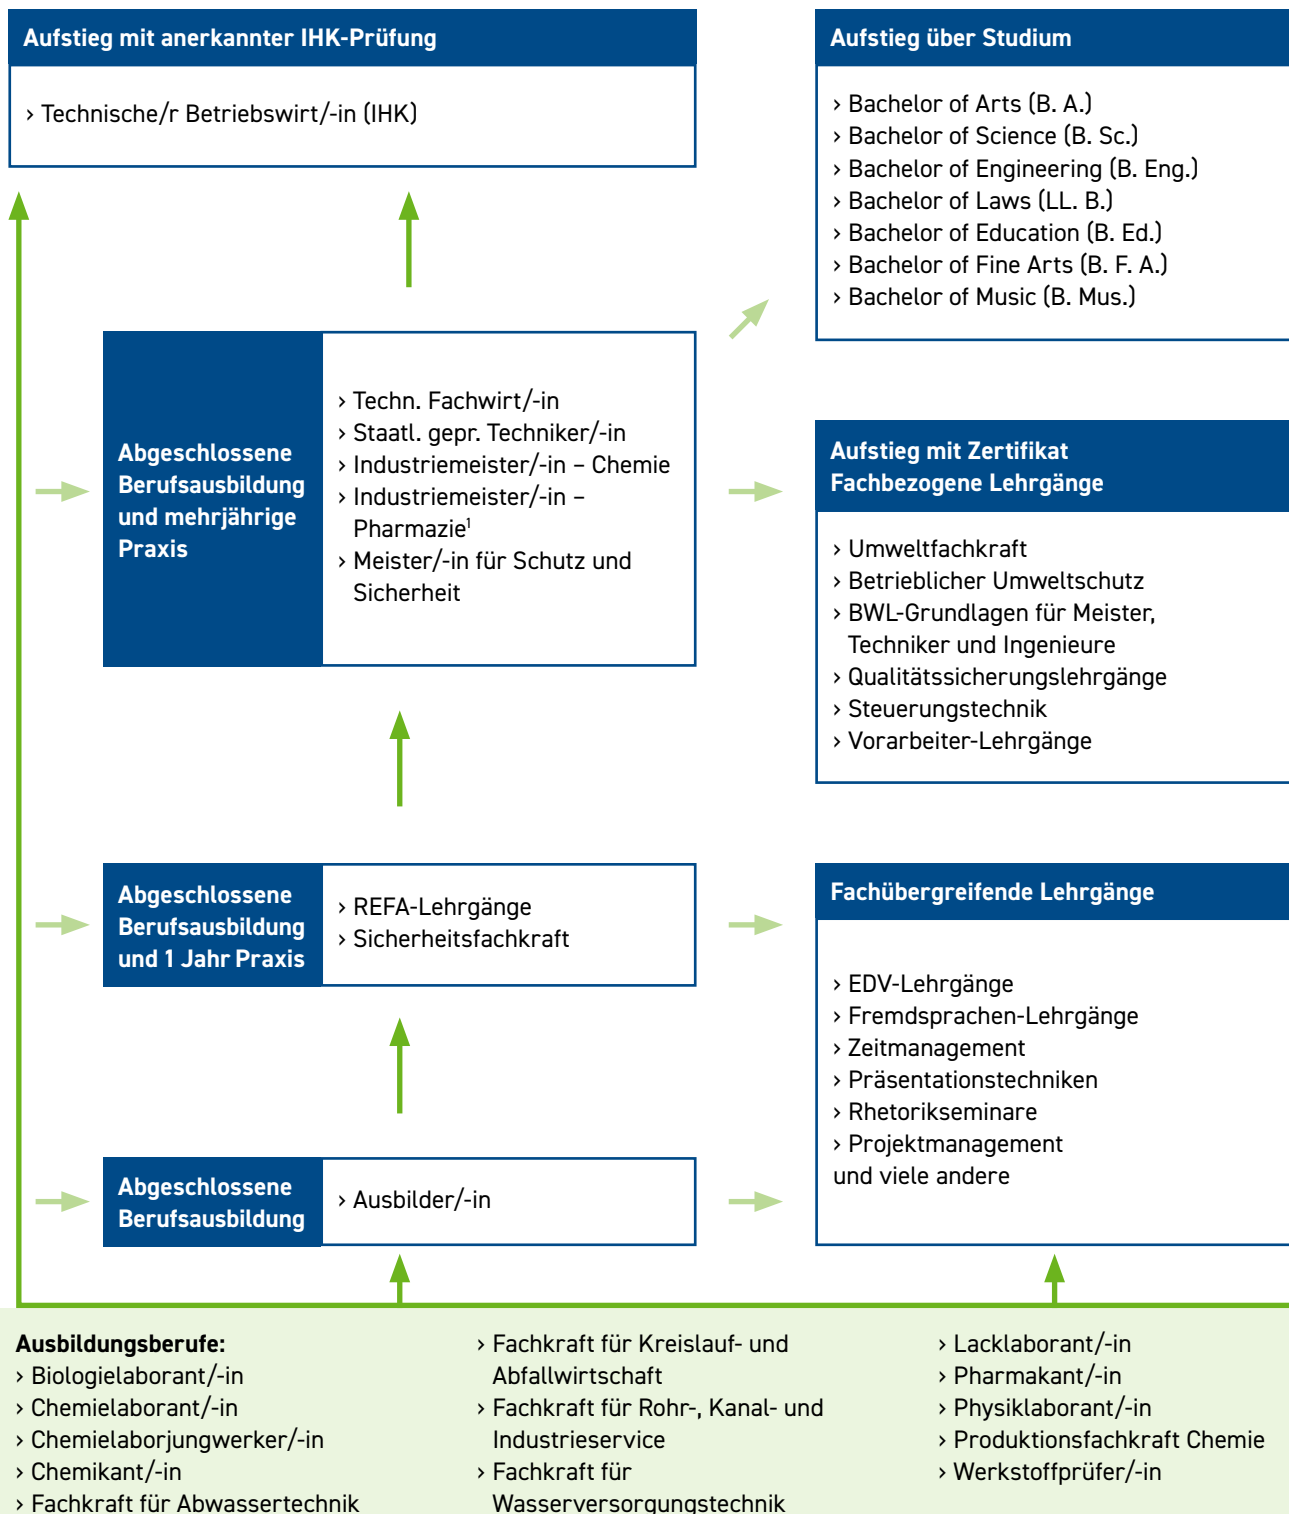 Aufstieg mit anerkannter IHK-Prüfung
› Technische/r Betriebswirt/-in (IHK)
Aufstieg über Studium
› Bachelor of Arts (B. A.)
› Bachelor of Science (B. Sc.)
› Bachelor of Engineering (B. Eng.)
› Bachelor of Laws (LL. B.)
› Bachelor of Education (B. Ed.)
› Bachelor of Fine Arts (B. F. A.)
› Bachelor of Music (B. Mus.)
Abgeschlossene
Berufsausbildung
und mehrjährige
Praxis
› Techn. Fachwirt/-in
› Staatl. gepr. Techniker/-in
› Industriemeister/-in – Chemie
› Industriemeister/-in –
Pharmazie¹
› Meister/-in für Schutz und
Sicherheit
Aufstieg mit Zertifikat
Fachbezogene Lehrgänge
› Umweltfachkraft
› Betrieblicher Umweltschutz
› BWL-Grundlagen für Meister,
Techniker und Ingenieure
› Qualitätssicherungslehrgänge
› Steuerungstechnik
› Vorarbeiter-Lehrgänge
Abgeschlossene
Berufsausbildung
und 1 Jahr Praxis
› REFA-Lehrgänge
› Sicherheitsfachkraft
Fachübergreifende Lehrgänge
› EDV-Lehrgänge
› Fremdsprachen-Lehrgänge
› Zeitmanagement
› Präsentationstechniken
› Rhetorikseminare
› Projektmanagement
und viele andere
Abgeschlossene
Berufsausbildung
› Ausbilder/-in
Ausbildungsberufe:
› Biologielaborant/-in
› Chemielaborant/-in
› Chemielaborjungwerker/-in
› Chemikant/-in
› Fachkraft für Abwassertechnik
› Fachkraft für Kreislauf- und
Abfallwirtschaft
› Fachkraft für Rohr-, Kanal- und
Industrieservice
› Fachkraft für
Wasserversorgungstechnik
› Lacklaborant/-in
› Pharmakant/-in
› Physiklaborant/-in
› Produktionsfachkraft Chemie
› Werkstoffprüfer/-in